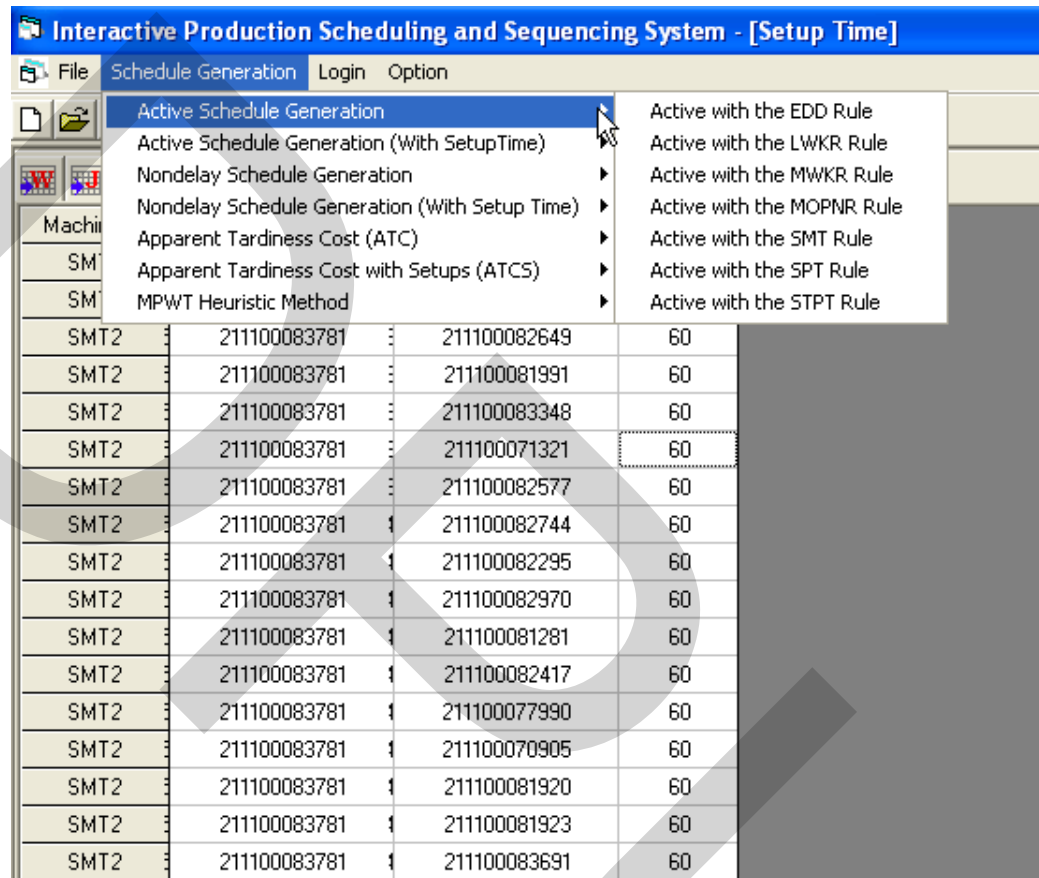 Interactive Production Scheduling and Sequencing System - [Setup Time]
File Schedule Generation Login Option
Active Schedule Generation
Active Schedule Generation (With SetupTime)
Nondelay Schedule Generation
Nondelay Schedule Generation (With Setup Time)
Apparent Tardiness Cost (ATC)
Apparent Tardiness Cost with Setups (ATCS)
MPWT Heuristic Method
Active with the EDD Rule
Active with the LWKR Rule
Active with the MWKR Rule
Active with the MOPNR Rule
Active with the SMT Rule
Active with the SPT Rule
Active with the STPT Rule
W J
Machi
SMT
SMT
SMT2 211100083781 211100082649 60
SMT2 211100083781 211100081991 60
SMT2 211100083781 211100083348 60
SMT2 211100083781 211100071321 60
SMT2 211100083781 211100082577 60
SMT2 211100083781 211100082744 60
SMT2 211100083781 211100082295 60
SMT2 211100083781 211100082970 60
SMT2 211100083781 211100081281 60
SMT2 211100083781 211100082417 60
SMT2 211100083781 211100077990 60
SMT2 211100083781 211100070905 60
SMT2 211100083781 211100081920 60
SMT2 211100083781 211100081923 60
SMT2 211100083781 211100083691 60